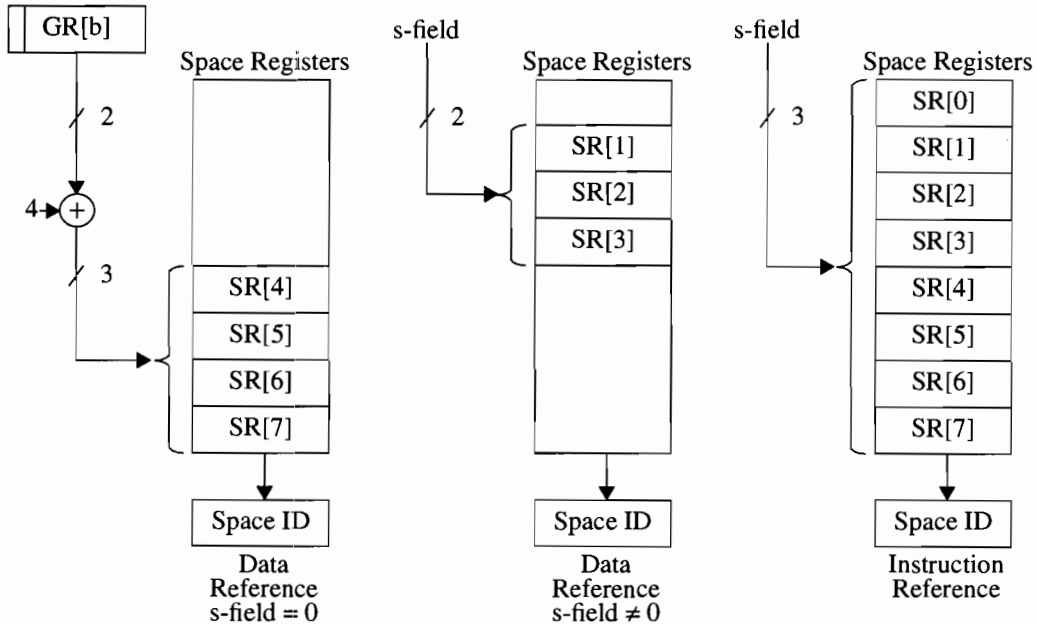 GR[b]
2
4
+
3
Space Registers
SR[4]
SR[5]
SR[6]
SR[7]
Space ID
Data
Reference
s-field = 0
s-field
2
Space Registers
SR[1]
SR[2]
SR[3]
Space ID
Data
Reference
s-field ≠ 0
s-field
3
Space Registers
SR[0]
SR[1]
SR[2]
SR[3]
SR[4]
SR[5]
SR[6]
SR[7]
Space ID
Instruction
Reference